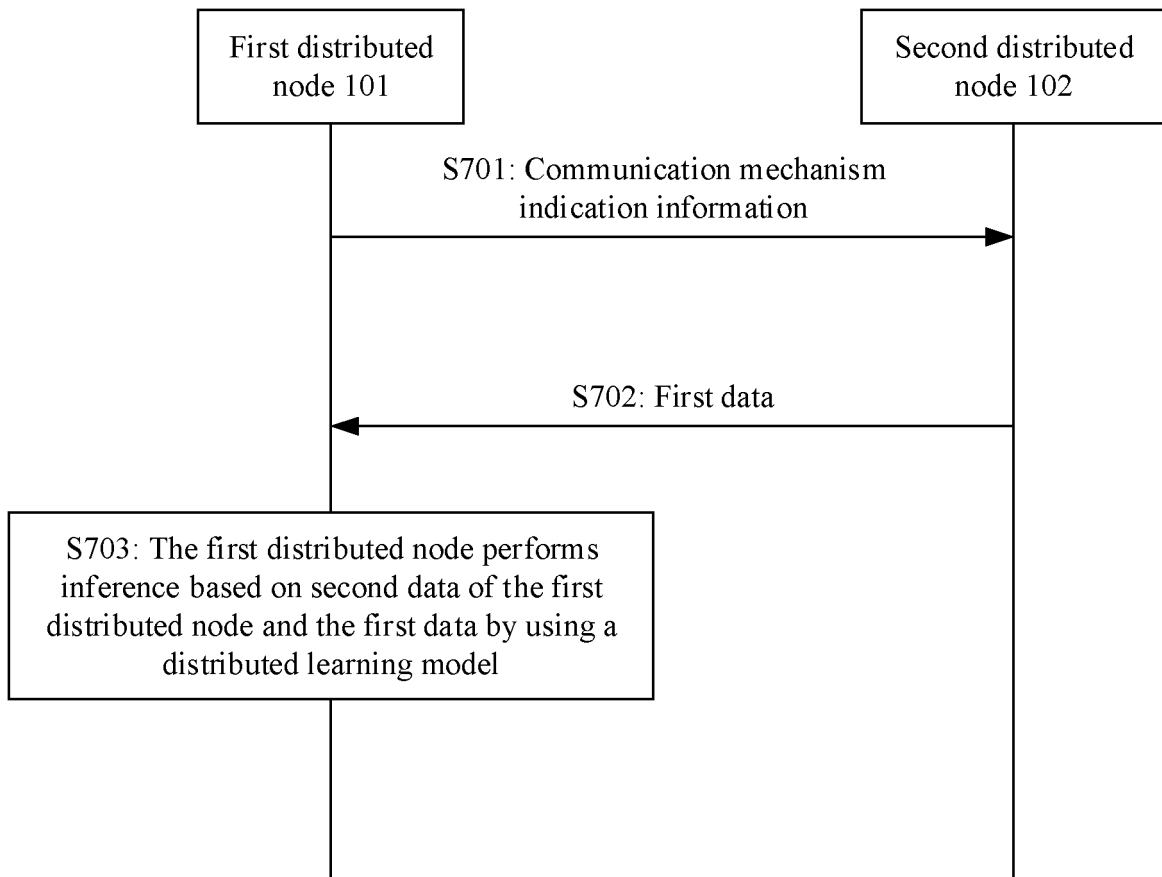 First distributed
node 101
Second distributed
node 102
S701: Communication mechanism
indication information
S702: First data
S703: The first distributed node performs
inference based on second data of the first
distributed node and the first data by using a
distributed learning model